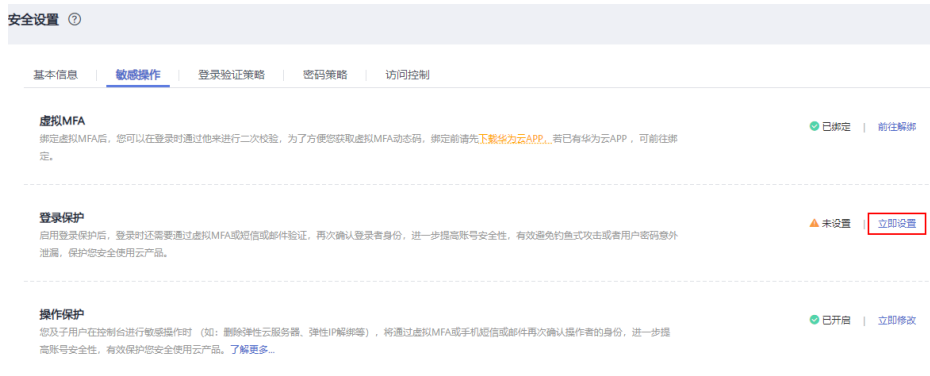 安全设置 ?
基本信息 敏感操作 登录验证策略 密码策略 访问控制
虚拟MFA
绑定虚拟MFA后，您可以在登录时通过他来进行二次校验，为了方便您获取虚拟MFA动态码，绑定前请先下载华为云APP，若已有华为云APP，可前往绑
定。
已绑定 前往解绑
登录保护
启用登录保护后，登录时还需要通过虚拟MFA或短信或邮件验证，再次确认登录者身份，进一步提高账号安全性，有效避免钓鱼式攻击或者用户密码意外
泄漏，保护您安全使用云产品。
未设置 立即设置
操作保护
您及子用户在控制台进行敏感操作时 （如：删除弹性云服务器、弹性IP解绑等），将通过虚拟MFA或手机短信或邮件再次确认操作者的身份，进一步提
高账号安全性，有效保护您安全使用云产品。了解更多...
已开启 立即修改